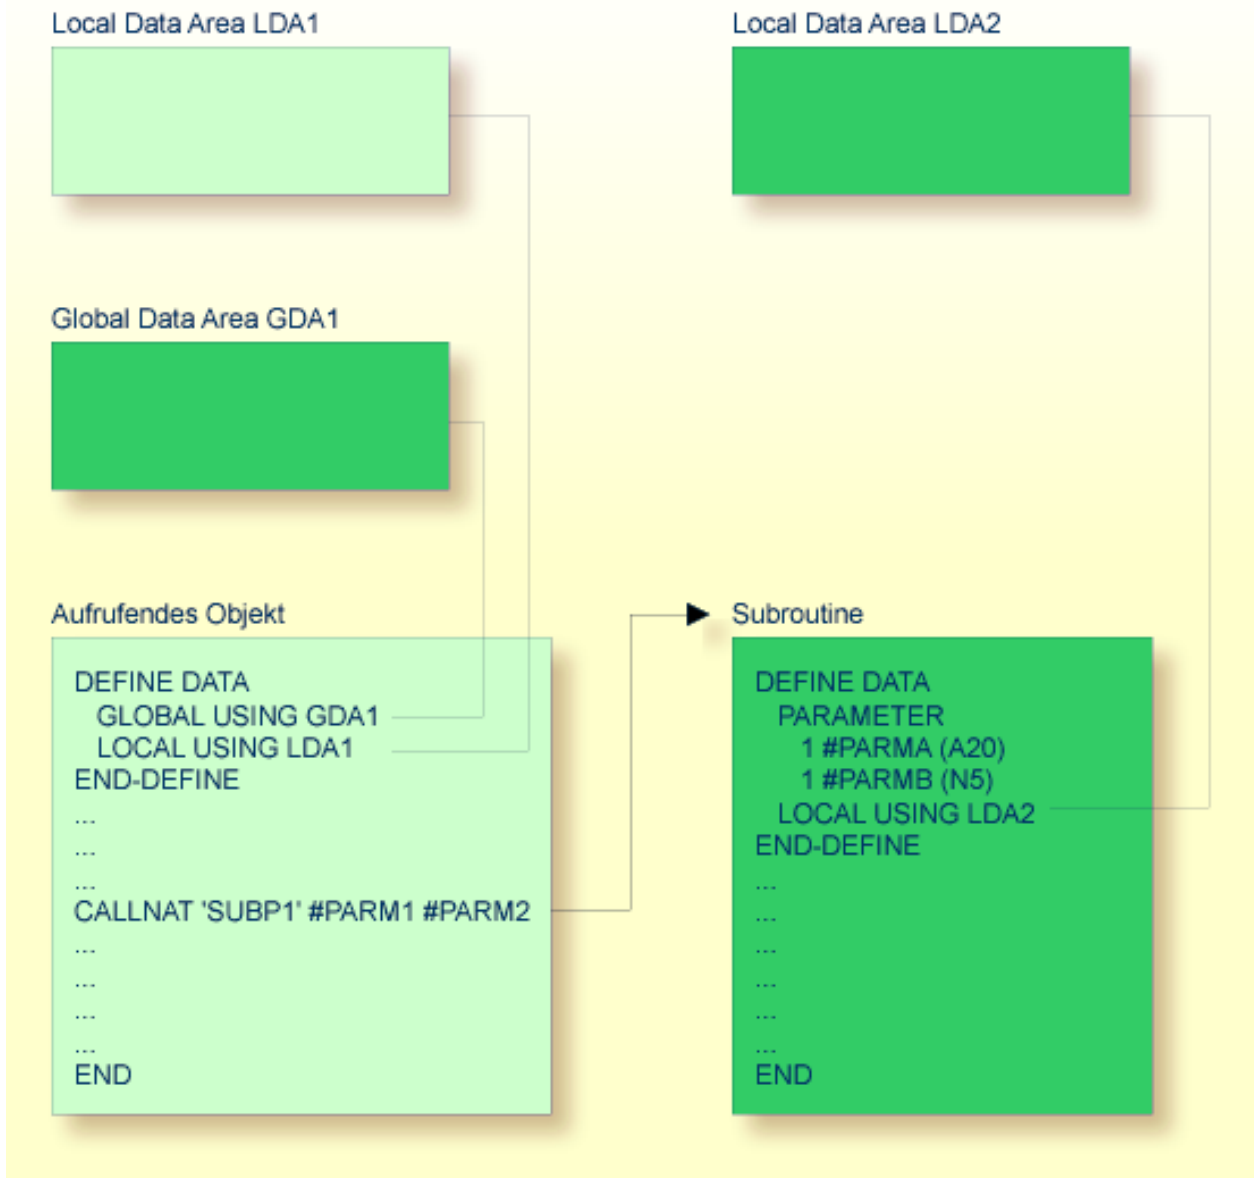 Local Data Area LDA1
Local Data Area LDA2
Global Data Area GDA1
Aufrufendes Objekt
DEFINE DATA
GLOBAL USING GDA1
LOCAL USING LDA1
END-DEFINE
...
...
...
CALLNAT 'SUBP1' #PARM1 #PARM2
...
...
...
...
END
Subroutine
DEFINE DATA
PARAMETER
1 #PARMA (A20)
1 #PARMB (N5)
LOCAL USING LDA2
END-DEFINE
...
...
...
...
...
...
END